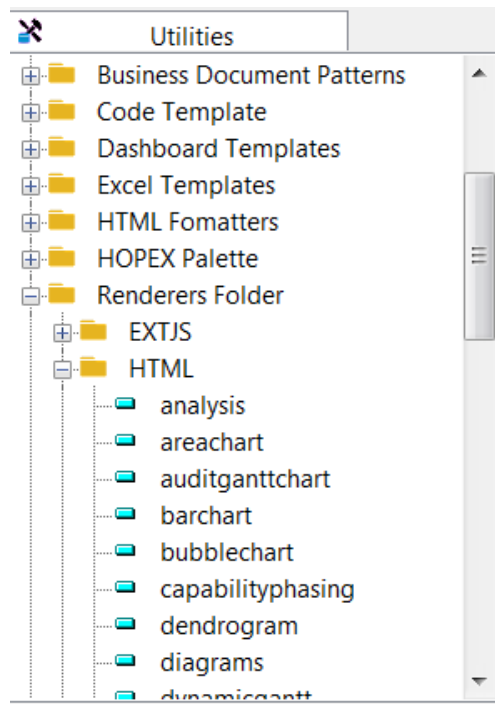 Utilities
Business Document Patterns
Code Template
Dashboard Templates
Excel Templates
HTML Fomatters
HOPEX Palette
Renderers Folder
EXTJS
HTML
analysis
areachart
auditganttchart
barchart
bubblechart
capabilityphasing
dendrogram
diagrams
dynamicgantt